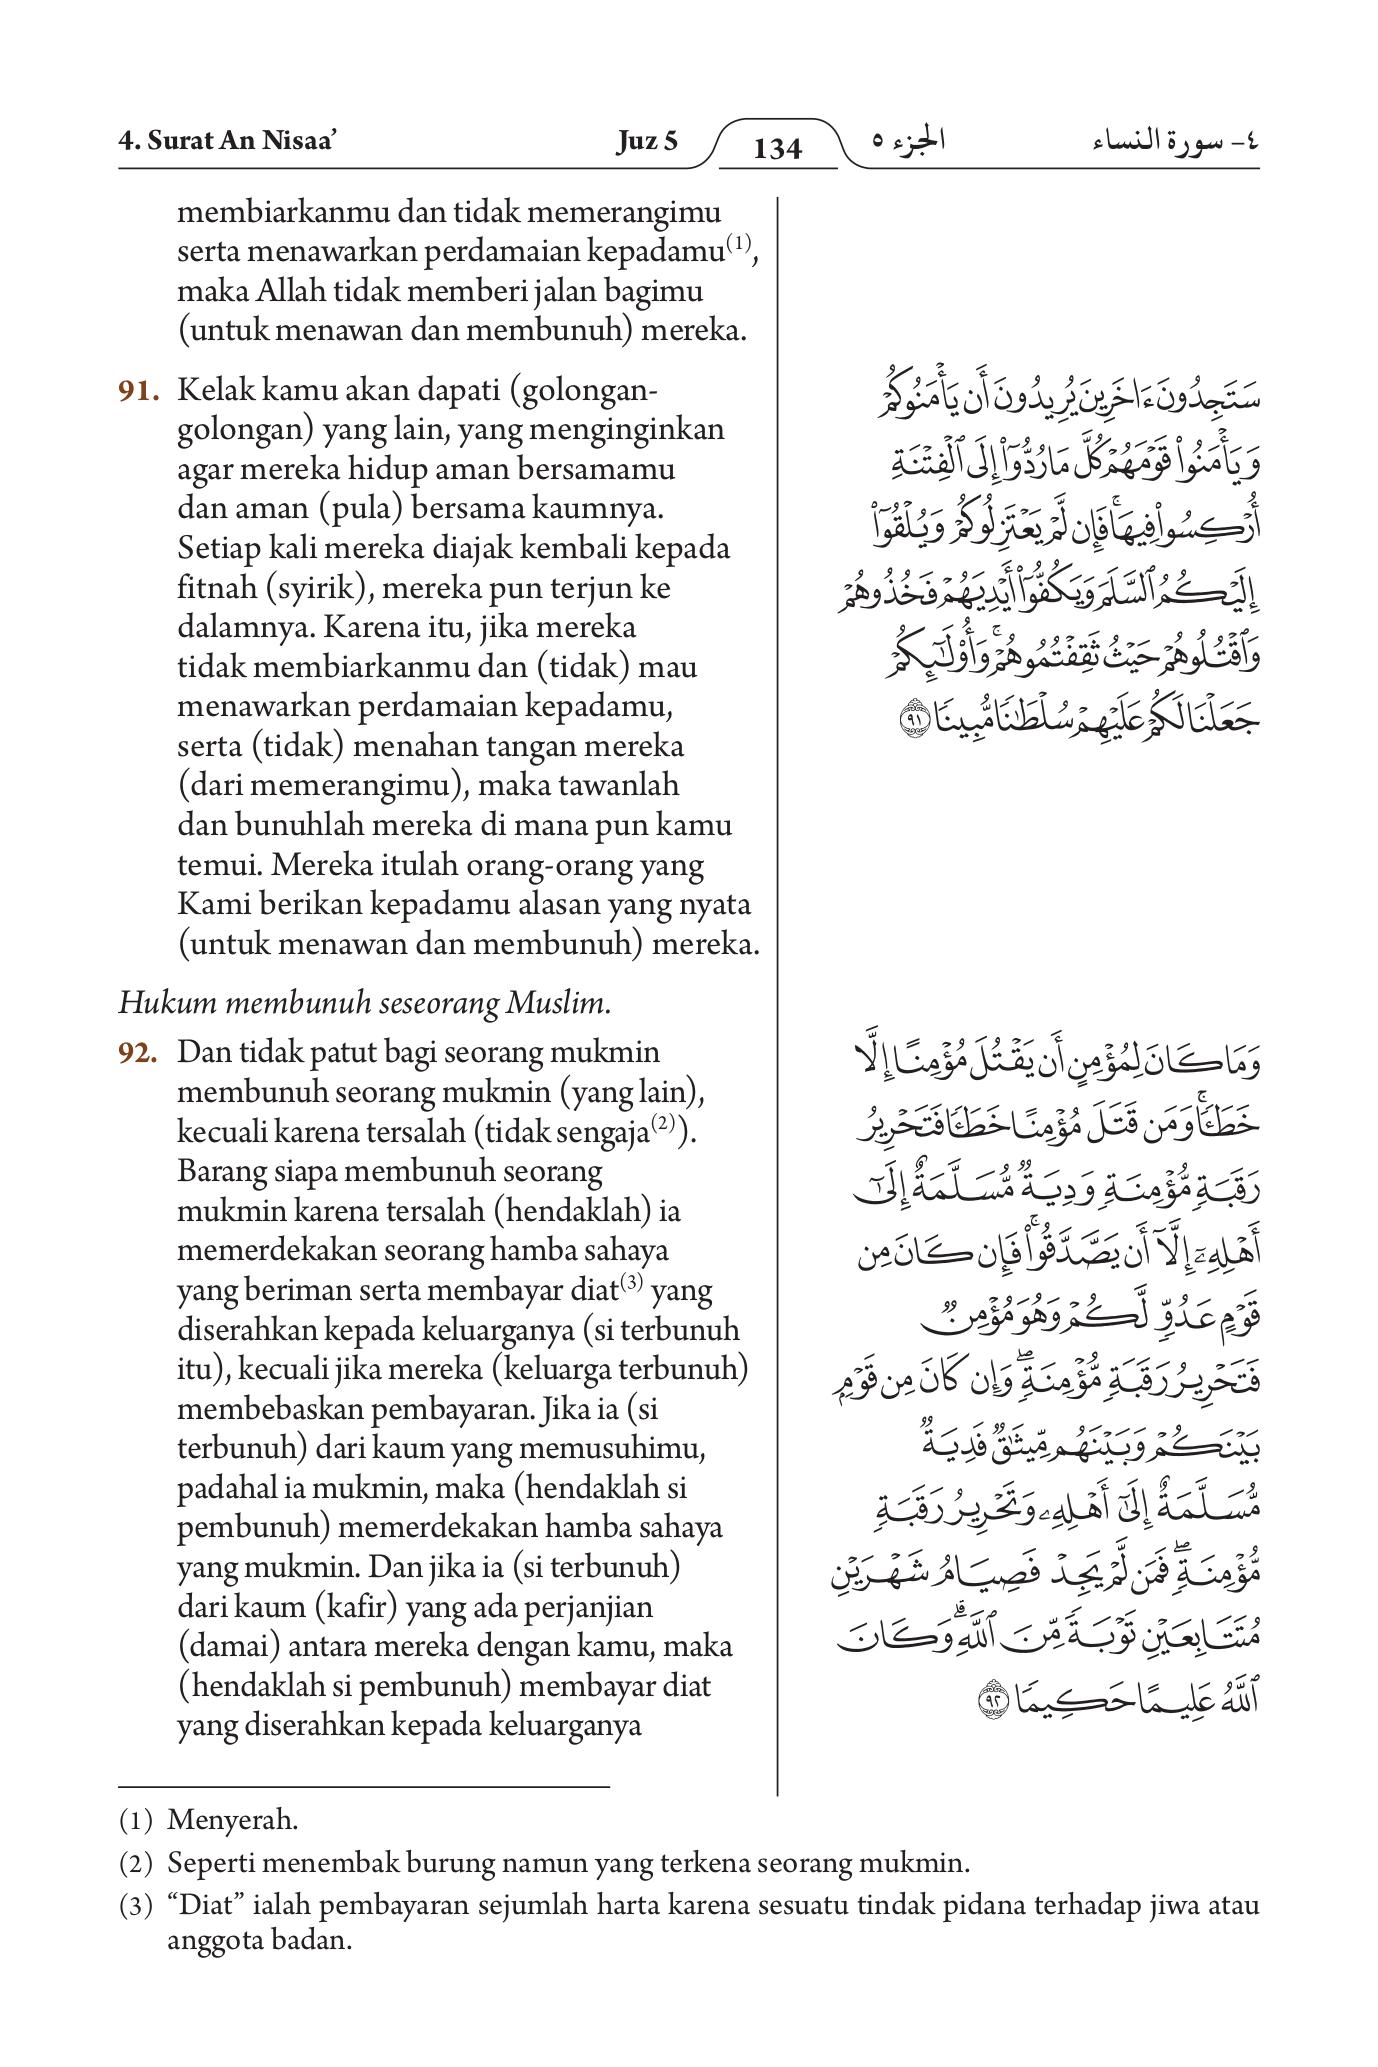 4. Surat An Nisaa’
Juz 5
134
الجزء ٥
٤- سورة النساء
membiarkanmu dan tidak memerangimu
serta menawarkan perdamaian kepadamu(1),
maka Allah tidak memberi jalan bagimu
(untuk menawan dan membunuh) mereka.
91. Kelak kamu akan dapati (golongan-
golongan) yang lain, yang menginginkan
agar mereka hidup aman bersamamu
dan aman (pula) bersama kaumnya.
Setiap kali mereka diajak kembali kepada
fitnah (syirik), mereka pun terjun ke
dalamnya. Karena itu, jika mereka
tidak membiarkanmu dan (tidak) mau
menawarkan perdamaian kepadamu,
serta (tidak) menahan tangan mereka
(dari memerangimu), maka tawanlah
dan bunuhlah mereka di mana pun kamu
temui. Mereka itulah orang-orang yang
Kami berikan kepadamu alasan yang nyata
(untuk menawan dan membunuh) mereka.
Hukum membunuh seseorang Muslim.
92. Dan tidak patut bagi seorang mukmin
membunuh seorang mukmin (yang lain),
kecuali karena tersalah (tidak sengaja(2)).
Barang siapa membunuh seorang
mukmin karena tersalah (hendaklah) ia
memerdekakan seorang hamba sahaya
yang beriman serta membayar diat(3) yang
diserahkan kepada keluarganya (si terbunuh
itu), kecuali jika mereka (keluarga terbunuh)
membebaskan pembayaran. Jika ia (si
terbunuh) dari kaum yang memusuhimu,
padahal ia mukmin, maka (hendaklah si
pembunuh) memerdekakan hamba sahaya
yang mukmin. Dan jika ia (si terbunuh)
dari kaum (kafir) yang ada perjanjian
(damai) antara mereka dengan kamu, maka
(hendaklah si pembunuh) membayar diat
yang diserahkan kepada keluarganya
سَتَجِدُونَ ءَاخَرِينَ يُرِيدُونَ أَن يَأْمَنُوكُمْ
وَيَأْمَنُوا۟ قَوْمَهُمْ كُلَّ مَا رُدُّوٓا۟ إِلَى ٱلْفِتْنَةِ
أُرْكِسُوا۟ فِيهَا ۚ فَإِن لَّمْ يَعْتَزِلُوكُمْ وَيُلْقُوٓا۟
إِلَيْكُمُ ٱلسَّلَمَ وَيَكُفُّوٓا۟ أَيْدِيَهُمْ فَخُذُوهُمْ
وَٱقْتُلُوهُمْ حَيْثُ ثَقِفْتُمُوهُمْ ۚ وَأُو۟لَـٰٓئِكُمْ
جَعَلْنَا لَكُمْ عَلَيْهِمْ سُلْطَـٰنًا مُّبِينًا ٩١
وَمَا كَانَ لِمُؤْمِنٍ أَن يَقْتُلَ مُؤْمِنًا إِلَّا
خَطَـًٔا ۚ وَمَن قَتَلَ مُؤْمِنًا خَطَـًٔا فَتَحْرِيرُ
رَقَبَةٍ مُّؤْمِنَةٍ وَدِيَةٌ مُّسَلَّمَةٌ إِلَىٰٓ
أَهْلِهِۦٓ إِلَّآ أَن يَصَّدَّقُوا۟ ۚ فَإِن كَانَ مِن
قَوْمٍ عَدُوٍّ لَّكُمْ وَهُوَ مُؤْمِنٌ
فَتَحْرِيرُ رَقَبَةٍ مُّؤْمِنَةٍ ۖ وَإِن كَانَ مِن قَوْمٍۭ
بَيْنَكُمْ وَبَيْنَهُم مِّيثَـٰقٌ فَدِيَةٌ
مُّسَلَّمَةٌ إِلَىٰٓ أَهْلِهِۦ وَتَحْرِيرُ رَقَبَةٍ
مُّؤْمِنَةٍ ۖ فَمَن لَّمْ يَجِدْ فَصِيَامُ شَهْرَيْنِ
مُتَتَابِعَيْنِ تَوْبَةً مِّنَ ٱللَّهِ ۗ وَكَانَ
ٱللَّهُ عَلِيمًا حَكِيمًا ٩٢
(1) Menyerah.
(2) Seperti menembak burung namun yang terkena seorang mukmin.
(3) “Diat” ialah pembayaran sejumlah harta karena sesuatu tindak pidana terhadap jiwa atau
anggota badan.